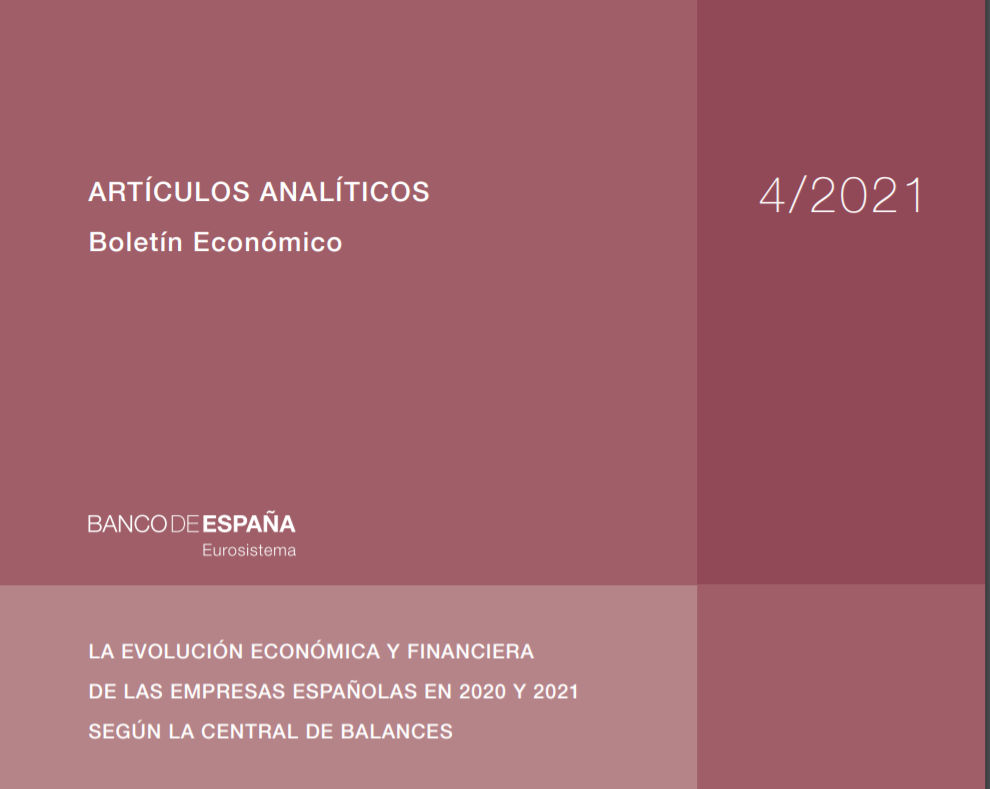 ARTÍCULOS ANALÍTICOS
4/2021
Boletín Económico
BANCO DE ESPAÑA
Eurosistema
LA EVOLUCIÓN ECONÓMICA Y FINANCIERA
DE LAS EMPRESAS ESPAÑOLAS EN 2020 Y 2021
SEGÚN LA CENTRAL DE BALANCES